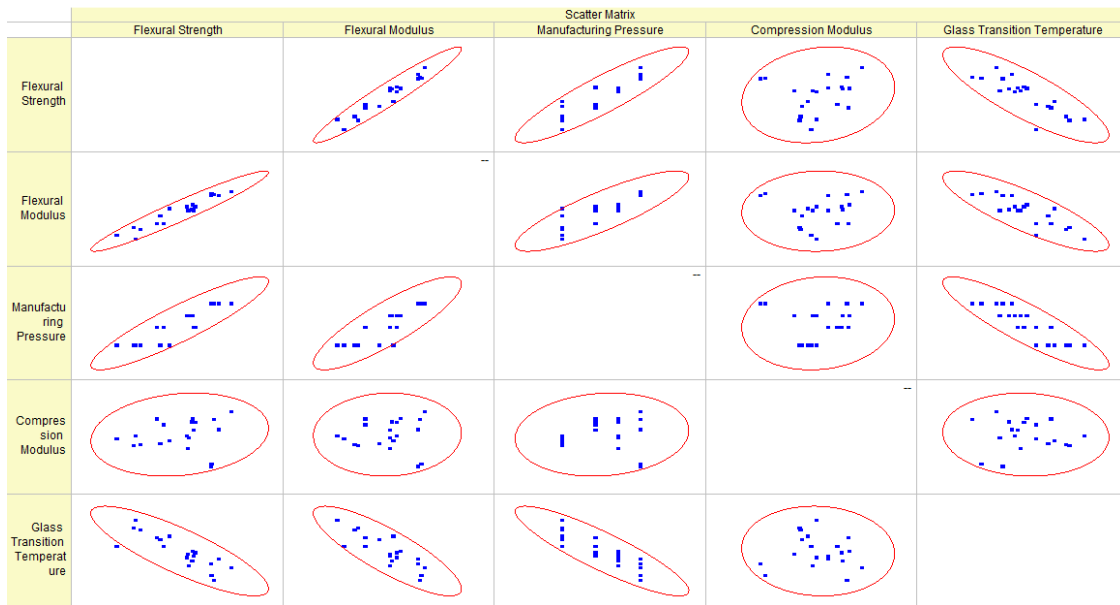 Scatter Matrix
Flexural Strength Flexural Modulus Manufacturing Pressure Compression Modulus Glass Transition Temperature
Flexural
Strength
--
Flexural
Modulus
--
Manufactu
ring
Pressure
--
Compres
sion
Modulus
Glass
Transition
Temperat
ure